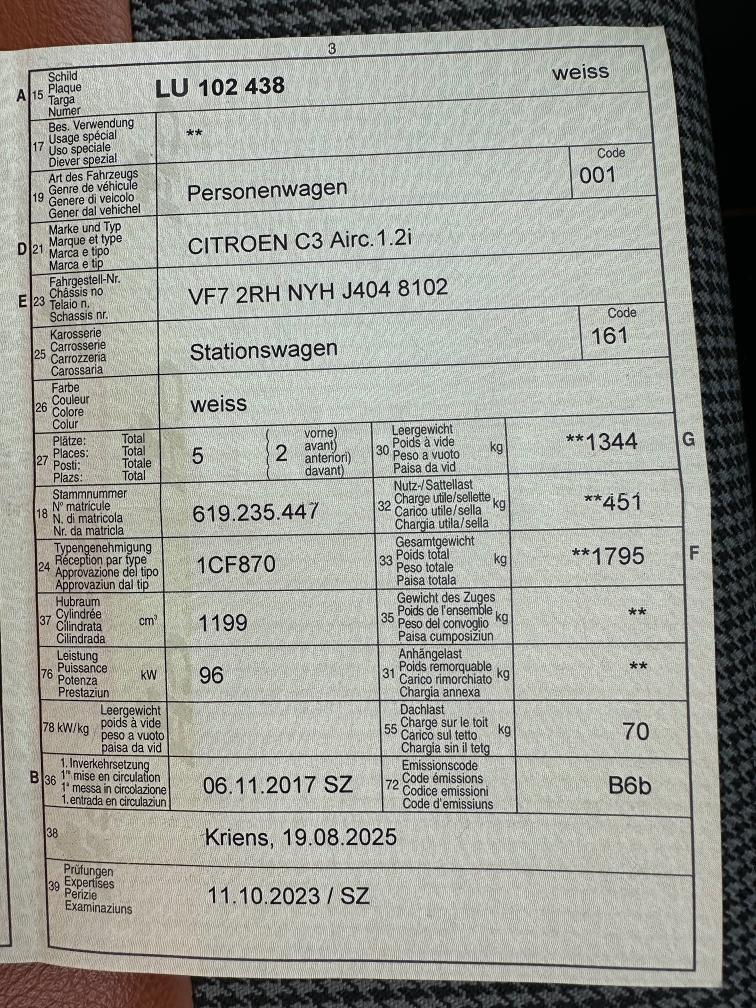 3
A 15 Schild
Plaque
Targa
Numer
LU 102 438 weiss
17 Bes. Verwendung
Usage spécial
Uso speciale
Diever spezial
**
19 Art des Fahrzeugs
Genre de véhicule
Genere di veicolo
Gener dal vehichel
Personenwagen
Code
001
D 21 Marke und Typ
Marque et type
Marca e tipo
Marca e tip
CITROEN C3 Airc.1.2i
E 23 Fahrgestell-Nr.
Châssis no
Telaio n.
Schassis nr.
VF7 2RH NYH J404 8102
25 Karosserie
Carrosserie
Carrozzeria
Carossaria
Stationswagen
Code
161
26 Farbe
Couleur
Colore
Colur
weiss
27 Plätze: Total
Places: Total
Posti: Totale
Plazs: Total
5 ( 2 vorne)
( avant)
( anteriori)
( davant)
30 Leergewicht
Poids à vide
Peso a vuoto
Paisa da vid
kg **1344 G
18 Stammnummer
N° matricule
N. di matricola
Nr. da matricla
619.235.447
32 Nutz-/Sattellast
Charge utile/sellette
Carico utile/sella
Chargia utila/sella
kg **451
24 Typengenehmigung
Réception par type
Approvazione del tipo
Approvaziun dal tip
1CF870
33 Gesamtgewicht
Poids total
Peso totale
Paisa totala
kg **1795 F
37 Hubraum
Cylindrée
Cilindrata
Cilindrada
cm³ 1199
35 Gewicht des Zuges
Poids de l'ensemble
Peso del convoglio
Paisa cumposiziun
kg **
76 Leistung
Puissance
Potenza
Prestaziun
kW 96
31 Anhängelast
Poids remorquable
Carico rimorchiato
Chargia annexa
kg **
78 kW/kg Leergewicht
poids à vide
peso a vuoto
paisa da vid
55 Dachlast
Charge sur le toit
Carico sul tetto
Chargia sin il tetg
kg 70
B 36 1. Inverkehrsetzung
1re mise en circulation
1a messa in circolazione
1. entrada en circulaziun
06.11.2017 SZ
72 Emissionscode
Code émissions
Codice emissioni
Code d'emissiuns
B6b
38 Kriens, 19.08.2025
39 Prüfungen
Expertises
Perizie
Examinaziuns
11.10.2023 / SZ